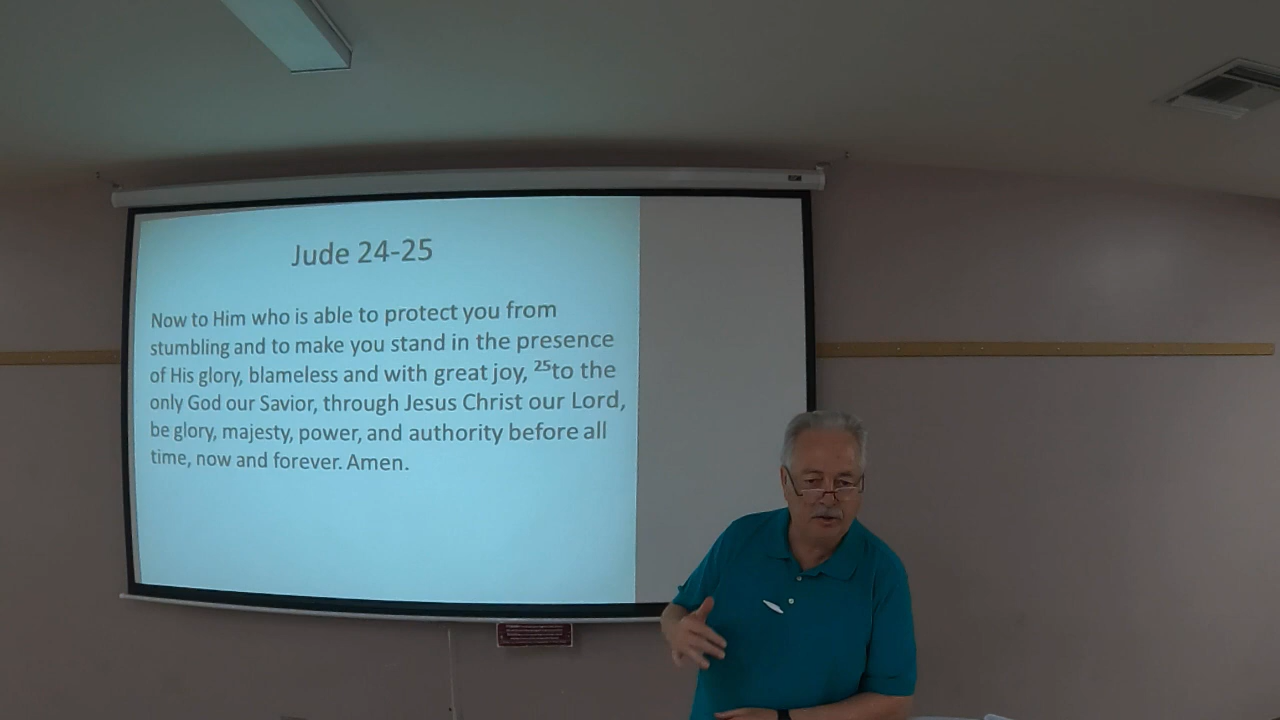 Jude 24-25
Now to Him who is able to protect you from
stumbling and to make you stand in the presence
of His glory, blameless and with great joy, ²⁵to the
only God our Savior, through Jesus Christ our Lord,
be glory, majesty, power, and authority before all
time, now and forever. Amen.